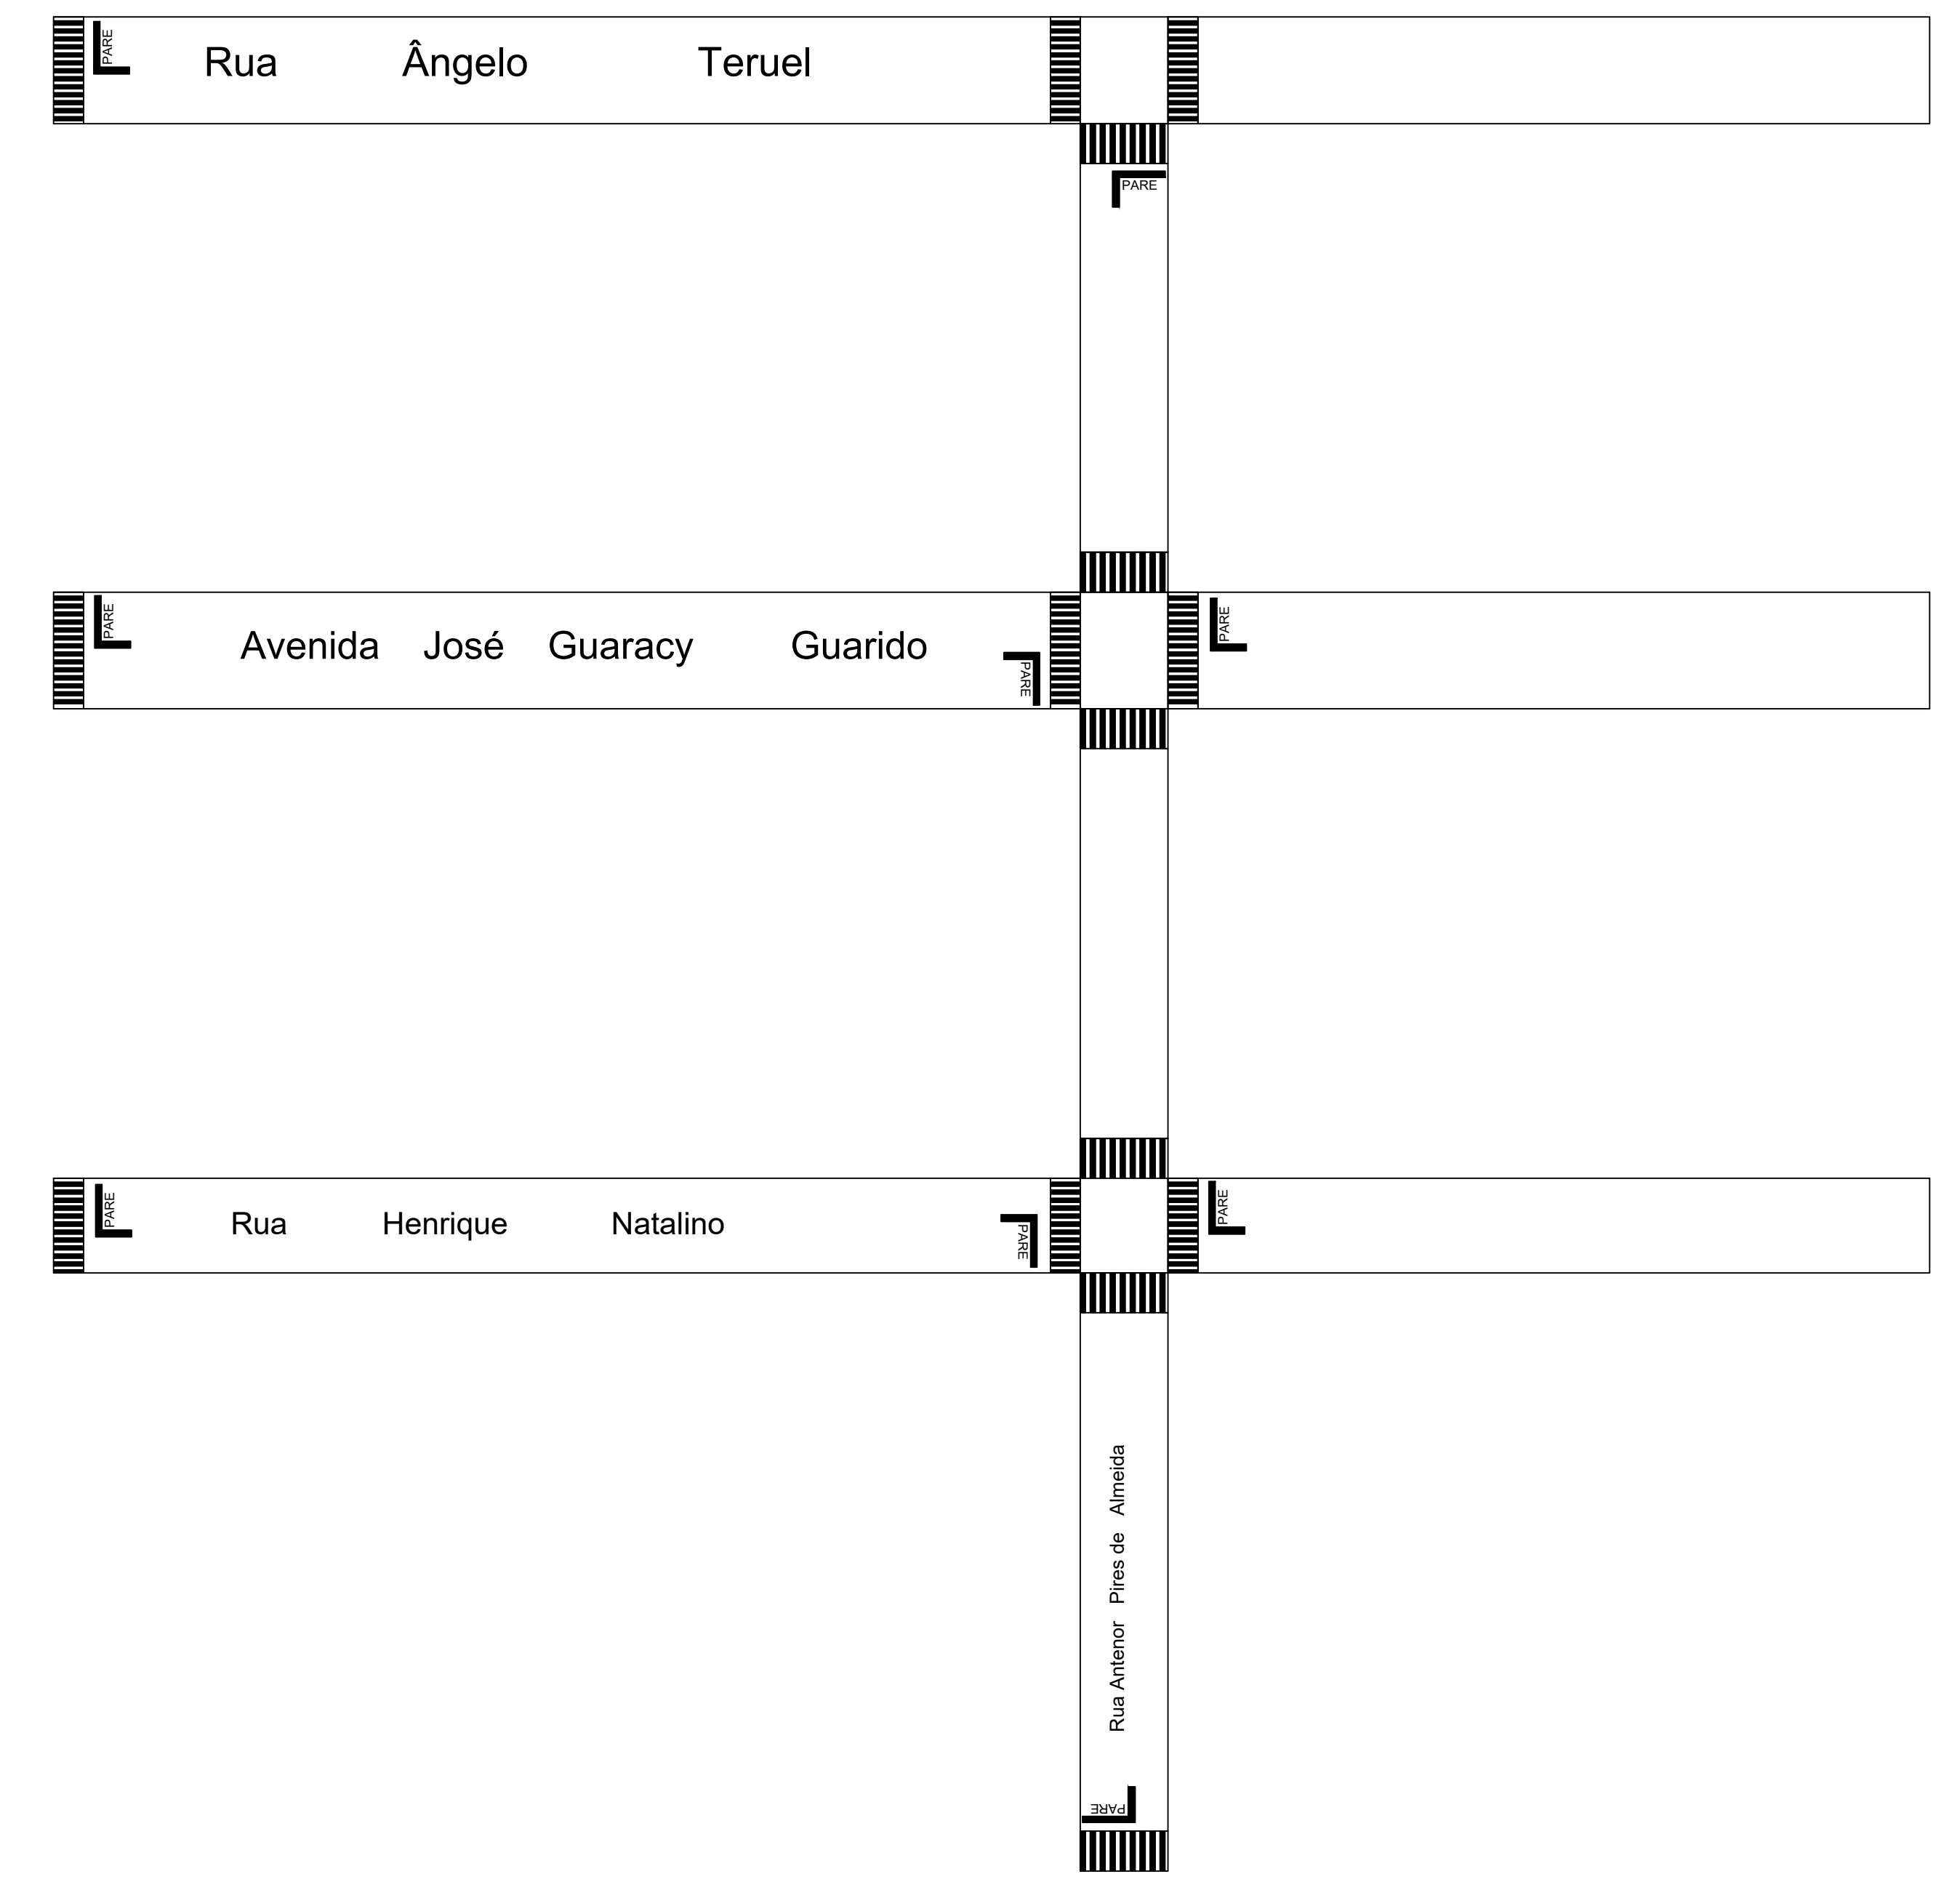 PARE
Rua Ângelo Teruel
PARE
PARE
Avenida José Guaracy Guarido
PARE
PARE
PARE
Rua Henrique Natalino
PARE
PARE
Rua Antenor Pires de Almeida
PARE